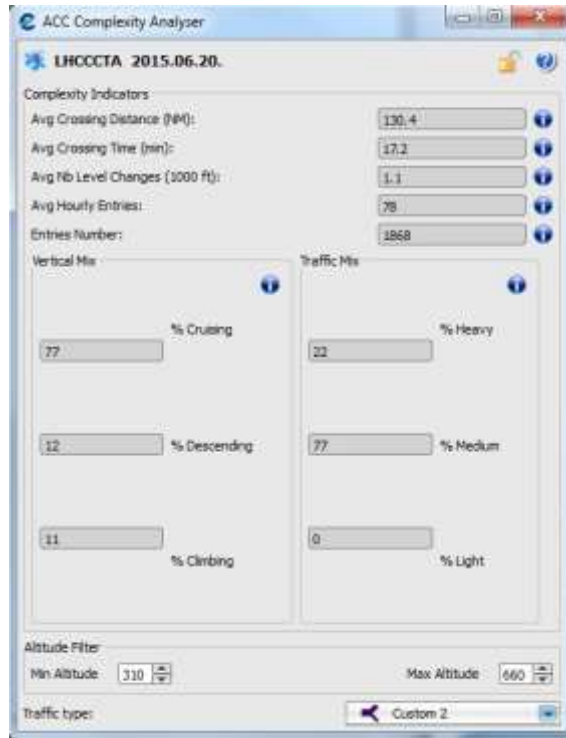 ACC Complexity Analyser
LHCCCTA 2015.06.20.
Complexity Indicators
Avg Crossing Distance (NM): 130.4
Avg Crossing Time (min): 17.2
Avg Nb Level Changes (1000 ft): 1.1
Avg Hourly Entries: 78
Entries Number: 1868
Vertical Mix
Traffic Mix
% Cruising
% Heavy
77
22
12 % Descending
77 % Medium
11
0
% Climbing
% Light
Altitude Filter
Min Altitude 310 Max Altitude 660
Traffic type: Custom 2